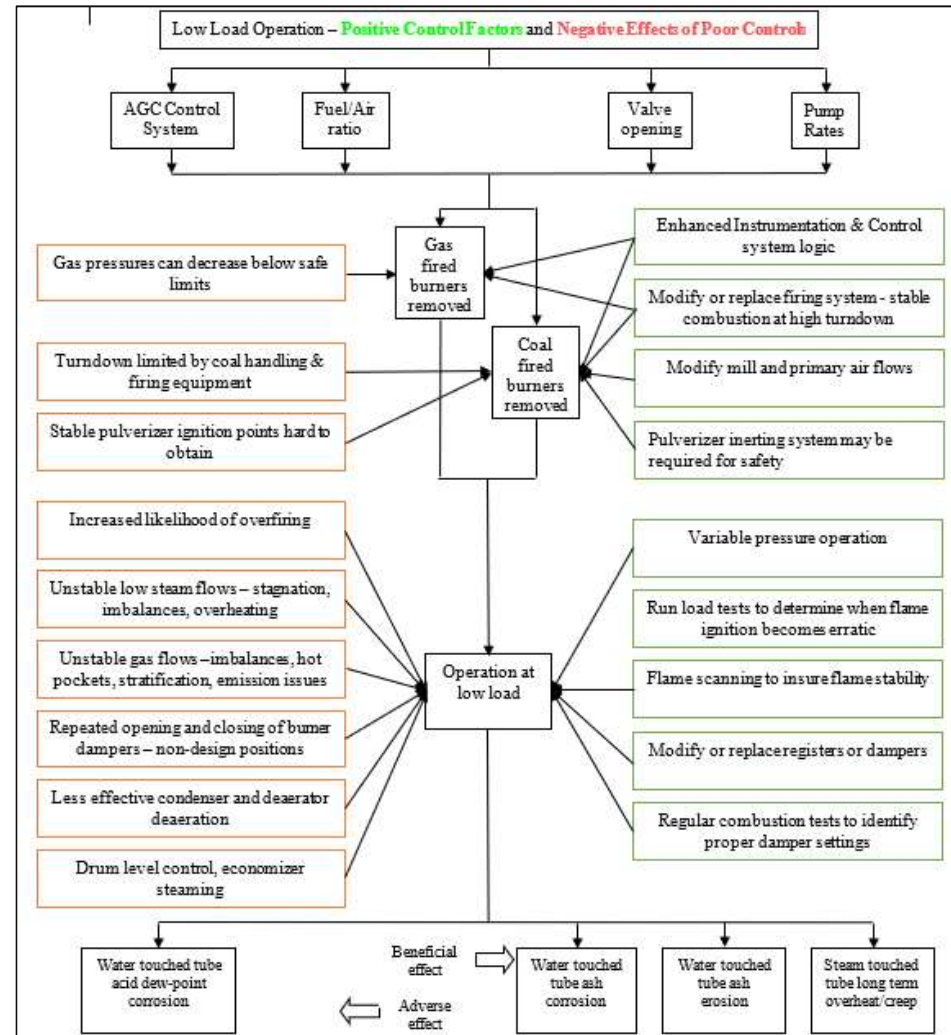 Low Load Operation – Positive Control Factors and Negative Effects of Poor Controls
AGC Control
System
Fuel/Air
ratio
Valve
opening
Pump
Rates
Gas
fired
burners
removed
Coal
fired
burners
removed
Gas pressures can decrease below safe
limits
Turndown limited by coal handling &
firing equipment
Stable pulverizer ignition points hard to
obtain
Enhanced Instrumentation & Control
system logic
Modify or replace firing system - stable
combustion at high turndown
Modify mill and primary air flows
Pulverizer inerting system may be
required for safety
Increased likelihood of overfiring
Unstable low steam flows – stagnation,
imbalances, overheating
Unstable gas flows –imbalances, hot
pockets, stratification, emission issues
Repeated opening and closing of burner
dampers – non-design positions
Less effective condenser and deaerator
deaeration
Drum level control, economizer
steaming
Operation at
low load
Variable pressure operation
Run load tests to determine when flame
ignition becomes erratic
Flame scanning to insure flame stability
Modify or replace registers or dampers
Regular combustion tests to identify
proper damper settings
Water touched tube
acid dew-point
corrosion
Beneficial
effect
Adverse
effect
Water touched
tube ash
corrosion
Water touched
tube ash
erosion
Steam touched
tube long term
overheat/creep